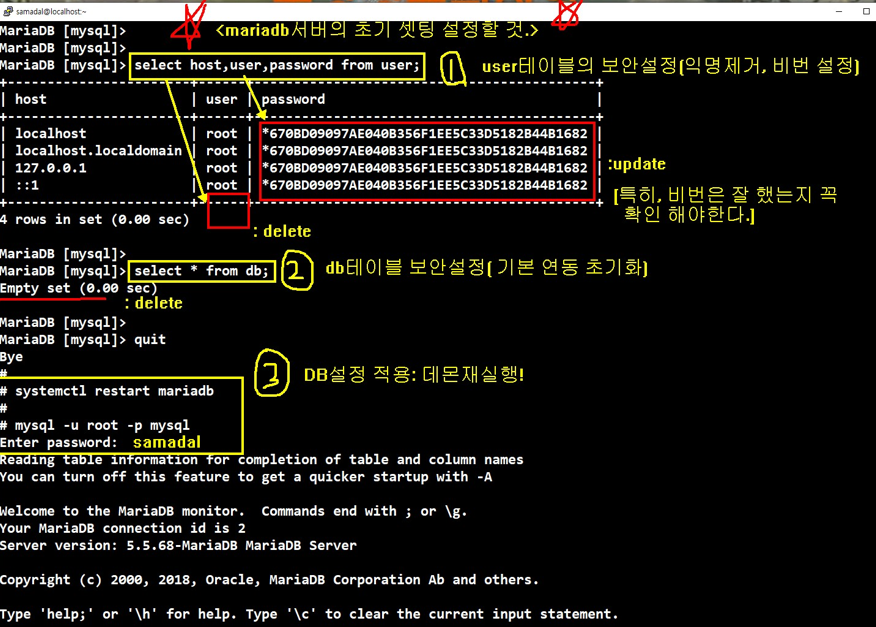 samadal@localhost:~
MariaDB [mysql]> <mariadb서버의 초기 셋팅 설정할 것.>
MariaDB [mysql]>
MariaDB [mysql]> select host,user,password from user; 1 user테이블의 보안설정(익명제거, 비번 설정)
+-----------------------+------+-------------------------------------------+
| host | user | password |
+-----------------------+------+-------------------------------------------+
| localhost | root | *670BD09097AE040B356F1EE5C33D5182B44B1682 |
| localhost.localdomain | root | *670BD09097AE040B356F1EE5C33D5182B44B1682 |
| 127.0.0.1 | root | *670BD09097AE040B356F1EE5C33D5182B44B1682 | :update
| ::1 | root | *670BD09097AE040B356F1EE5C33D5182B44B1682 |
+-----------------------+------+-------------------------------------------+
[특히, 비번은 잘 했는지 꼭
확인 해야한다.]
4 rows in set (0.00 sec)
: delete
MariaDB [mysql]>
MariaDB [mysql]> select * from db; 2 db테이블 보안설정( 기본 연동 초기화)
Empty set (0.00 sec)
: delete
MariaDB [mysql]>
MariaDB [mysql]> quit
Bye
#
3 DB설정 적용: 데몬재실행!
# systemctl restart mariadb
#
# mysql -u root -p mysql
Enter password: samadal
Reading table information for completion of table and column names
You can turn off this feature to get a quicker startup with -A
Welcome to the MariaDB monitor. Commands end with ; or \g.
Your MariaDB connection id is 2
Server version: 5.5.68-MariaDB MariaDB Server
Copyright (c) 2000, 2018, Oracle, MariaDB Corporation Ab and others.
Type 'help;' or '\h' for help. Type '\c' to clear the current input statement.